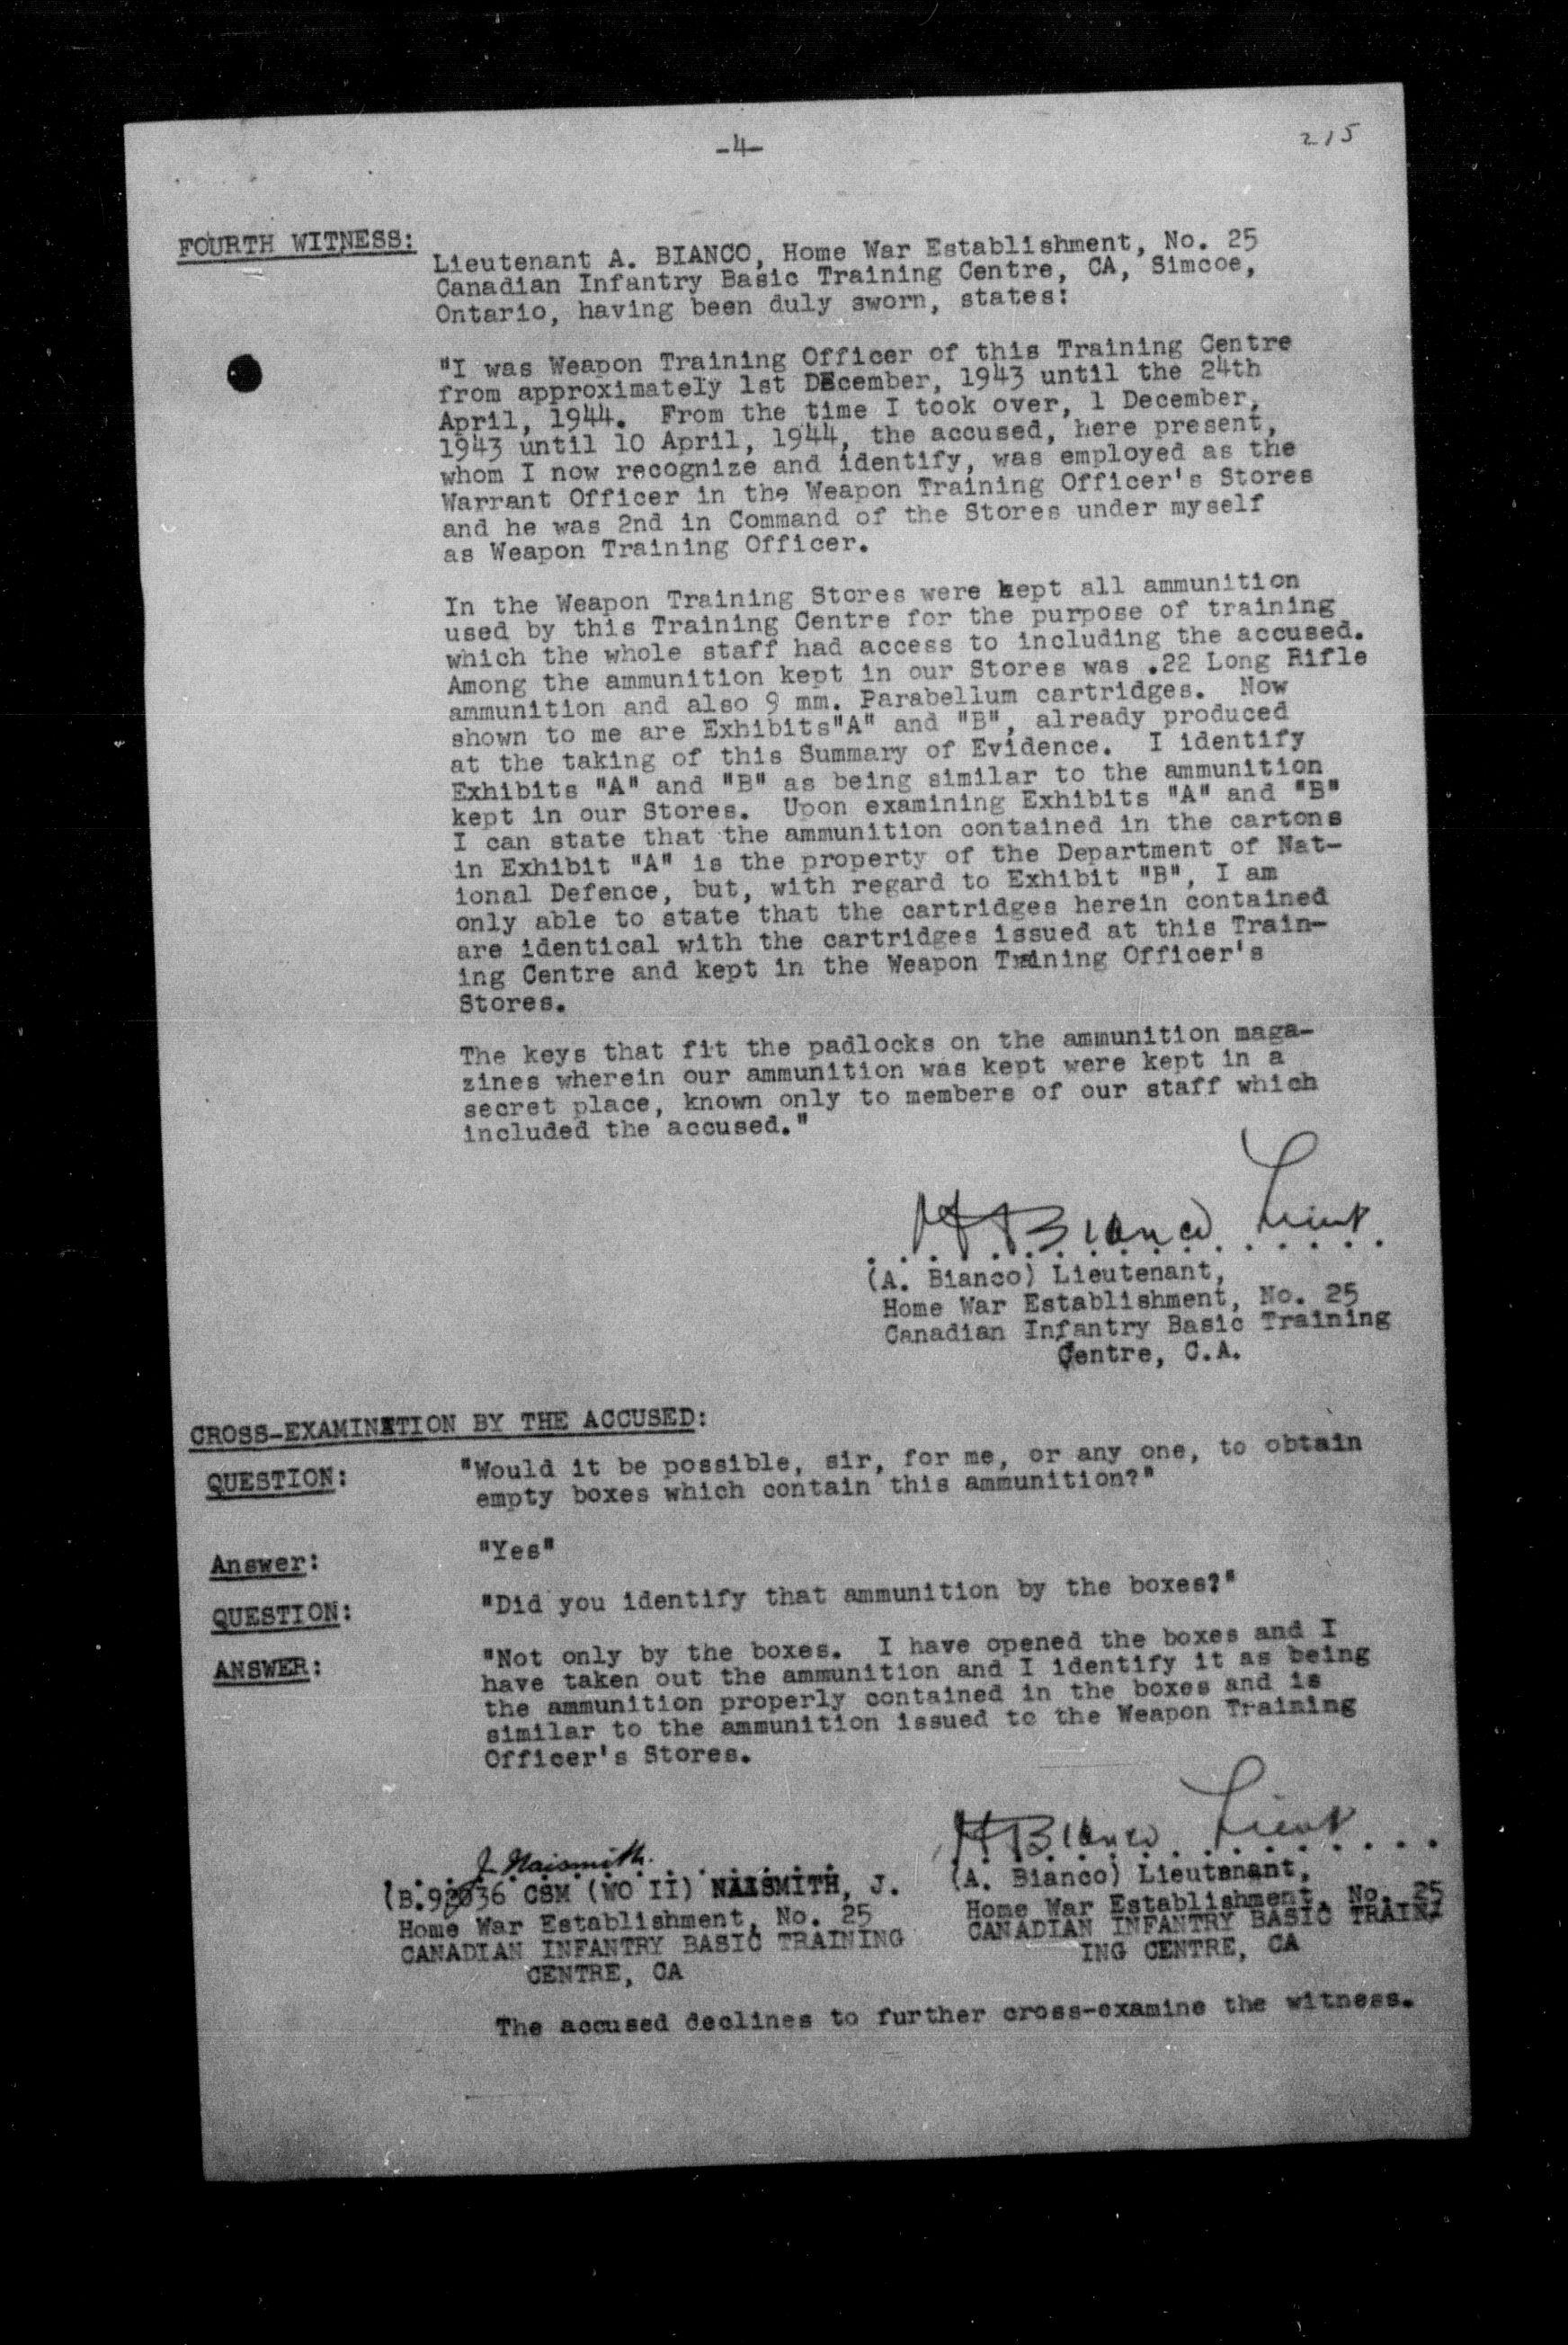 -4-
215
FOURTH WITNESS:
Lieutenant A. BIANCO, Home War Establishment, No. 25
Canadian Infantry Basic Training Centre, CA, Simcoe,
Ontario, having been duly sworn, states:
"I was Weapon Training Officer of this Training Centre
from approximately 1st December, 1943 until the 24th
April, 1944. From the time I took over, 1 December,
1943 until 10 April, 1944, the accused, here present,
whom I now recognize and identify, was employed as the
Warrant Officer in the Weapon Training Officer's Stores
and he was 2nd in Command of the Stores under myself
as Weapon Training Officer.
In the Weapon Training Stores were kept all ammunition
used by this Training Centre for the purpose of training
which the whole staff had access to including the accused.
Among the ammunition kept in our Stores was .22 Long Rifle
ammunition and also 9 mm. Parabellum cartridges. Now
shown to me are Exhibits"A" and "B", already produced
at the taking of this Summary of Evidence. I identify
Exhibits "A" and "B" as being similar to the ammunition
kept in our Stores. Upon examining Exhibits "A" and "B"
I can state that the ammunition contained in the cartons
in Exhibit "A" is the property of the Department of Nat-
ional Defence, but, with regard to Exhibit "B", I am
only able to state that the cartridges herein contained
are identical with the cartridges issued at this Train-
ing Centre and kept in the Weapon Training Officer's
Stores.
The keys that fit the padlocks on the ammunition maga-
zines wherein our ammunition was kept were kept in a
secret place, known only to members of our staff which
included the accused."
A Bianco Lieut
(A. Bianco) Lieutenant,
Home War Establishment, No. 25
Canadian Infantry Basic Training
Centre, C.A.
CROSS-EXAMINATION BY THE ACCUSED:
QUESTION: "Would it be possible, sir, for me, or any one, to obtain
empty boxes which contain this ammunition?"
Answer: "Yes"
QUESTION: "Did you identify that ammunition by the boxes?"
ANSWER: "Not only by the boxes. I have opened the boxes and I
have taken out the ammunition and I identify it as being
the ammunition properly contained in the boxes and is
similar to the ammunition issued to the Weapon Training
Officer's Stores.
J. Naismith.
(B.92036 CSM (WO II) NAISMITH, J.
Home War Establishment, No. 25
CANADIAN INFANTRY BASIC TRAINING
CENTRE, CA
A Bianco Lieut
(A. Bianco) Lieutenant,
Home War Establishment, No. 25
CANADIAN INFANTRY BASIC TRAIN-
ING CENTRE, CA
The accused declines to further cross-examine the witness.